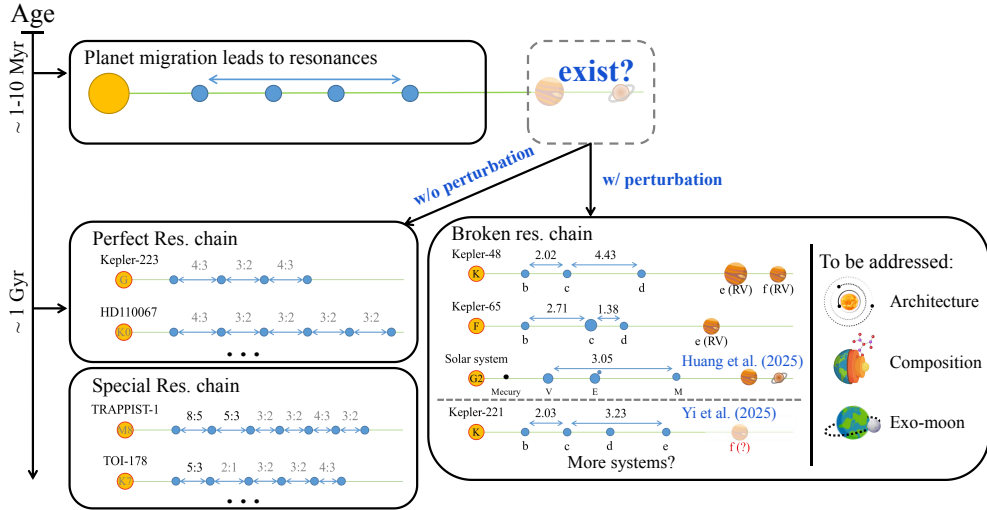 Age
~ 1-10 Myr
Planet migration leads to resonances
exist?
w/o perturbation
w/ perturbation
~ 1 Gyr
Perfect Res. chain
Kepler-223
G
4:3 3:2 4:3
HD110067
K0
4:3 3:2 3:2 3:2 3:2
• • •
Special Res. chain
TRAPPIST-1
M8
8:5 5:3 3:2 3:2 4:3 3:2
TOI-178
K7
5:3 2:1 3:2 3:2 4:3
• • •
Broken res. chain
Kepler-48
2.02 4.43
K
b c d e (RV) f (RV)
Kepler-65
2.71 1.38
F
b c d e (RV)
Solar system
3.05
Huang et al. (2025)
G2
Mecury V E M
Kepler-221
2.03 3.23
Yi et al. (2025)
K
b c d e f (?)
More systems?
To be addressed:
Architecture
Composition
Exo-moon